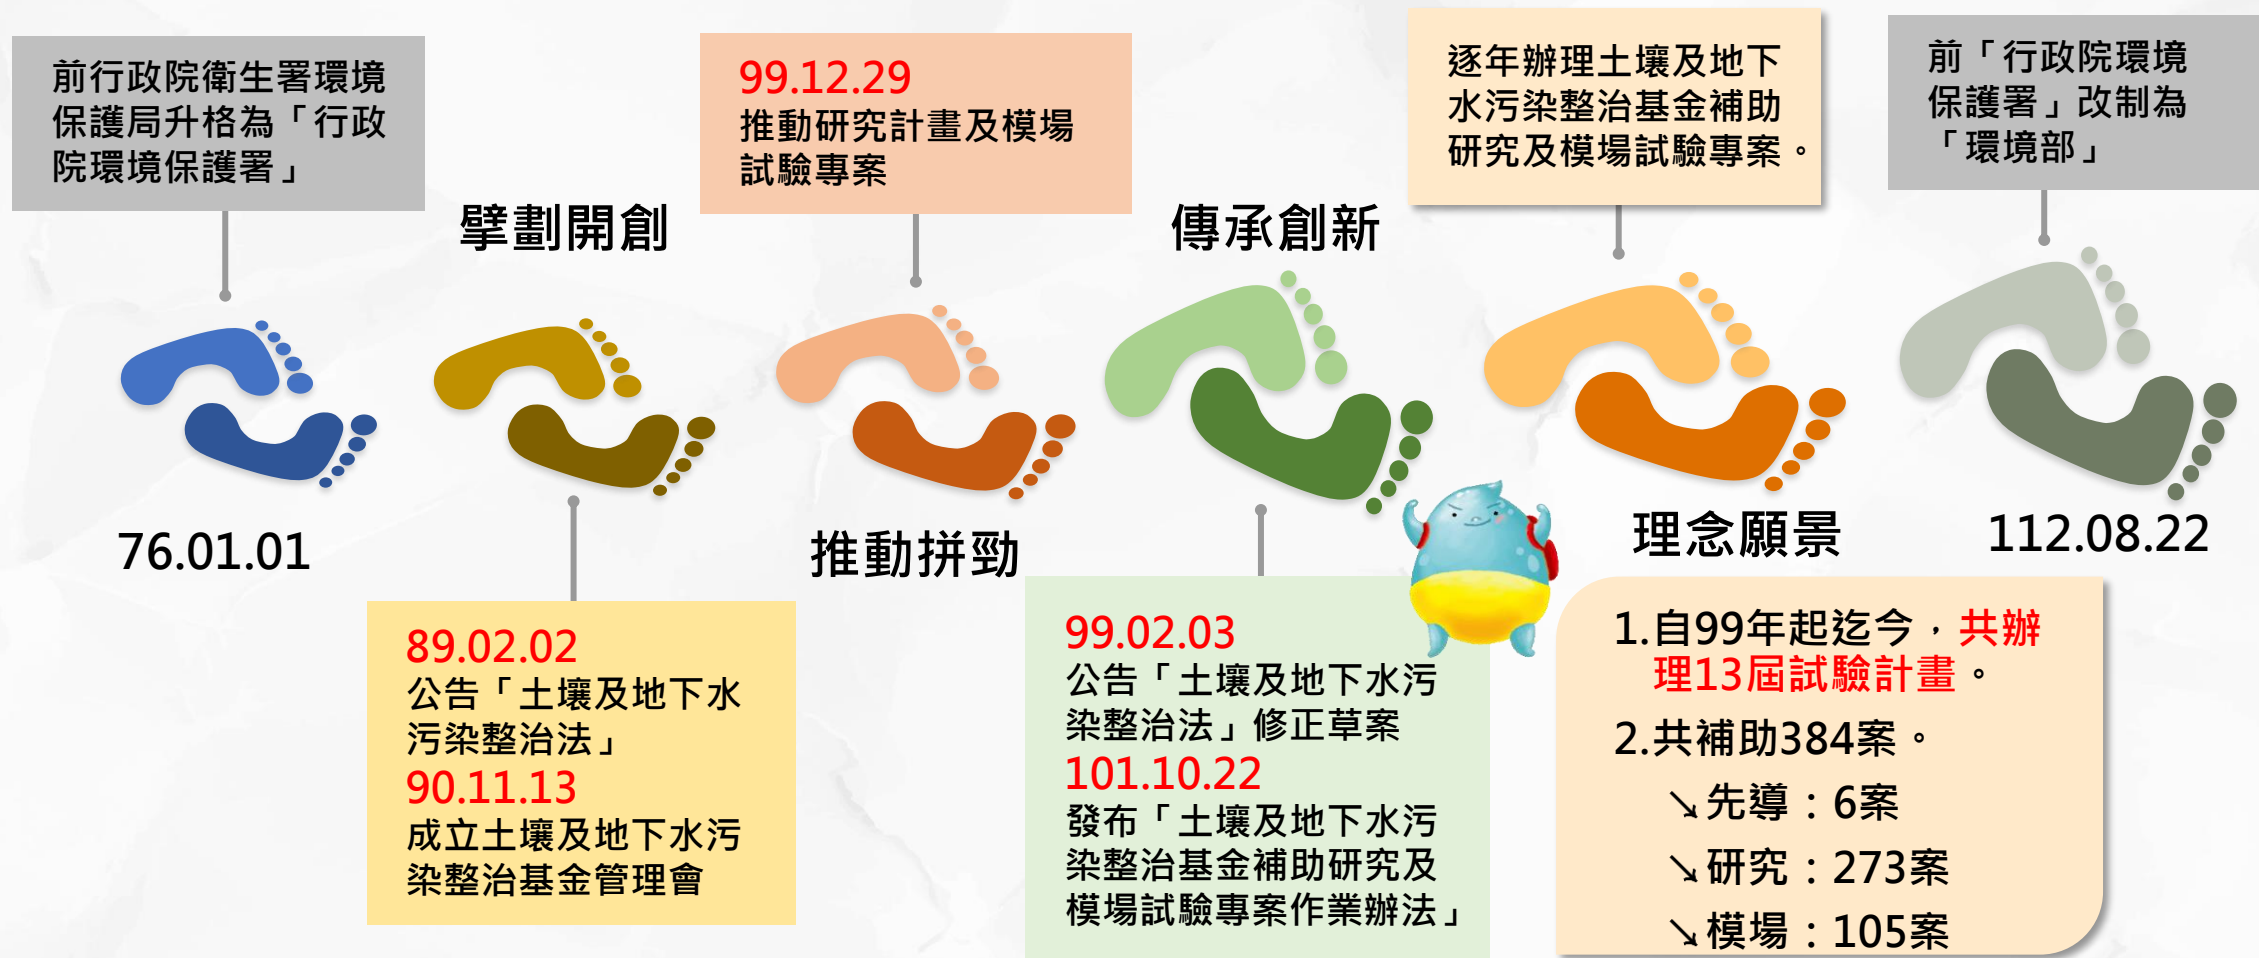 前行政院衛生署環境
保護局升格為「行政
院環境保護署」
76.01.01
擘劃開創
89.02.02
公告「土壤及地下水
污染整治法」
90.11.13
成立土壤及地下水污
染整治基金管理會
99.12.29
推動研究計畫及模場
試驗專案
推動拼勁
傳承創新
99.02.03
公告「土壤及地下水污
染整治法」修正草案
101.10.22
發布「土壤及地下水污
染整治基金補助研究及
模場試驗專案作業辦法」
逐年辦理土壤及地下
水污染整治基金補助
研究及模場試驗專案。
理念願景
1.自99年起迄今，共辦
理13屆試驗計畫。
2.共補助384案。
↘先導：6案
↘研究：273案
↘模場：105案
前「行政院環境
保護署」改制為
「環境部」
112.08.22